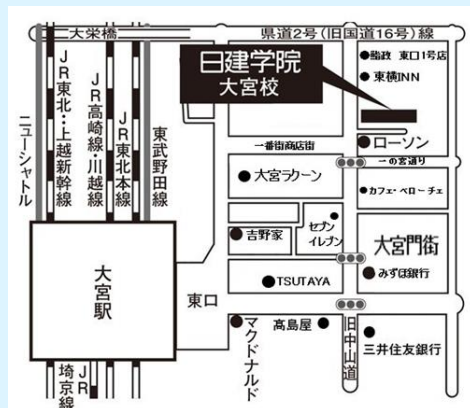 大栄橋
県道2号(旧国道16号)線
日建学院
大宮校
●脂政 東口1号店
●東横INN
●ローソン
一番街商店街
一の宮通り
●大宮ラクーン
●カフェ・ベローチェ
ニューシャトル
JR東北・上越新幹線
JR高崎線・川越線
JR東北本線
東武野田線
●吉野家
セブン
イレブン
大宮門街
●みずほ銀行
大宮駅
東口
●TSUTAYA
マクドナルド
高島屋●
旧中山道
三井住友銀行
JR
埼京線